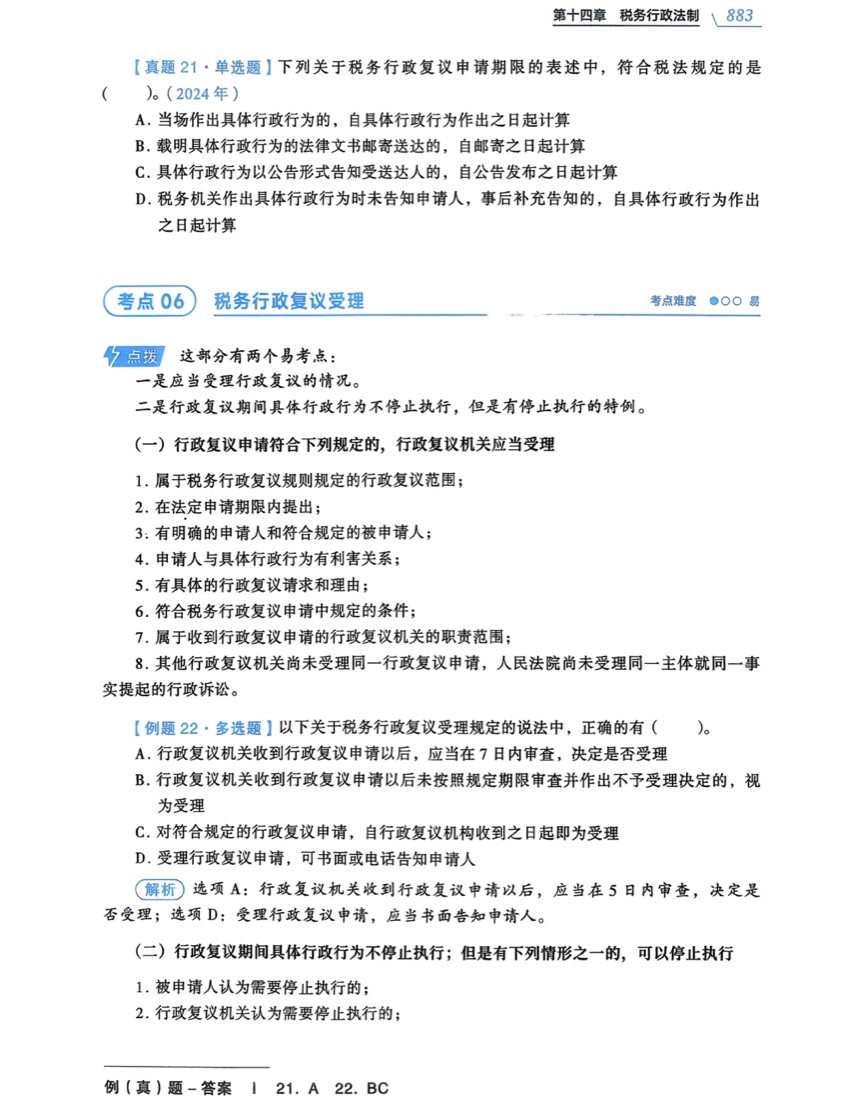 第十四章 税务行政法制 883
【真题 21·单选题】下列关于税务行政复议申请期限的表述中，符合税法规定的是
（ ）。（2024 年）
A. 当场作出具体行政行为的，自具体行政行为作出之日起计算
B. 载明具体行政行为的法律文书邮寄送达的，自邮寄之日起计算
C. 具体行政行为以公告形式告知受送达人的，自公告发布之日起计算
D. 税务机关作出具体行政行为时未告知申请人，事后补充告知的，自具体行政行为作出
之日起计算
考点 06 税务行政复议受理 考点难度 ●○○ 易
点拨 这部分有两个易考点：
一是应当受理行政复议的情况。
二是行政复议期间具体行政行为不停止执行，但是有停止执行的特例。
（一）行政复议申请符合下列规定的，行政复议机关应当受理
1. 属于税务行政复议规则规定的行政复议范围；
2. 在法定申请期限内提出；
3. 有明确的申请人和符合规定的被申请人；
4. 申请人与具体行政行为有利害关系；
5. 有具体的行政复议请求和理由；
6. 符合税务行政复议申请中规定的条件；
7. 属于收到行政复议申请的行政复议机关的职责范围；
8. 其他行政复议机关尚未受理同一行政复议申请，人民法院尚未受理同一主体就同一事
实提起的行政诉讼。
【例题 22·多选题】以下关于税务行政复议受理规定的说法中，正确的有（ ）。
A. 行政复议机关收到行政复议申请以后，应当在 7 日内审查，决定是否受理
B. 行政复议机关收到行政复议申请以后未按照规定期限审查并作出不予受理决定的，视
为受理
C. 对符合规定的行政复议申请，自行政复议机构收到之日起即为受理
D. 受理行政复议申请，可书面或电话告知申请人
解析 选项 A：行政复议机关收到行政复议申请以后，应当在 5 日内审查，决定是
否受理；选项 D：受理行政复议申请，应当书面告知申请人。
（二）行政复议期间具体行政行为不停止执行；但是有下列情形之一的，可以停止执行
1. 被申请人认为需要停止执行的；
2. 行政复议机关认为需要停止执行的；
例（真）题－答案 | 21. A 22. BC